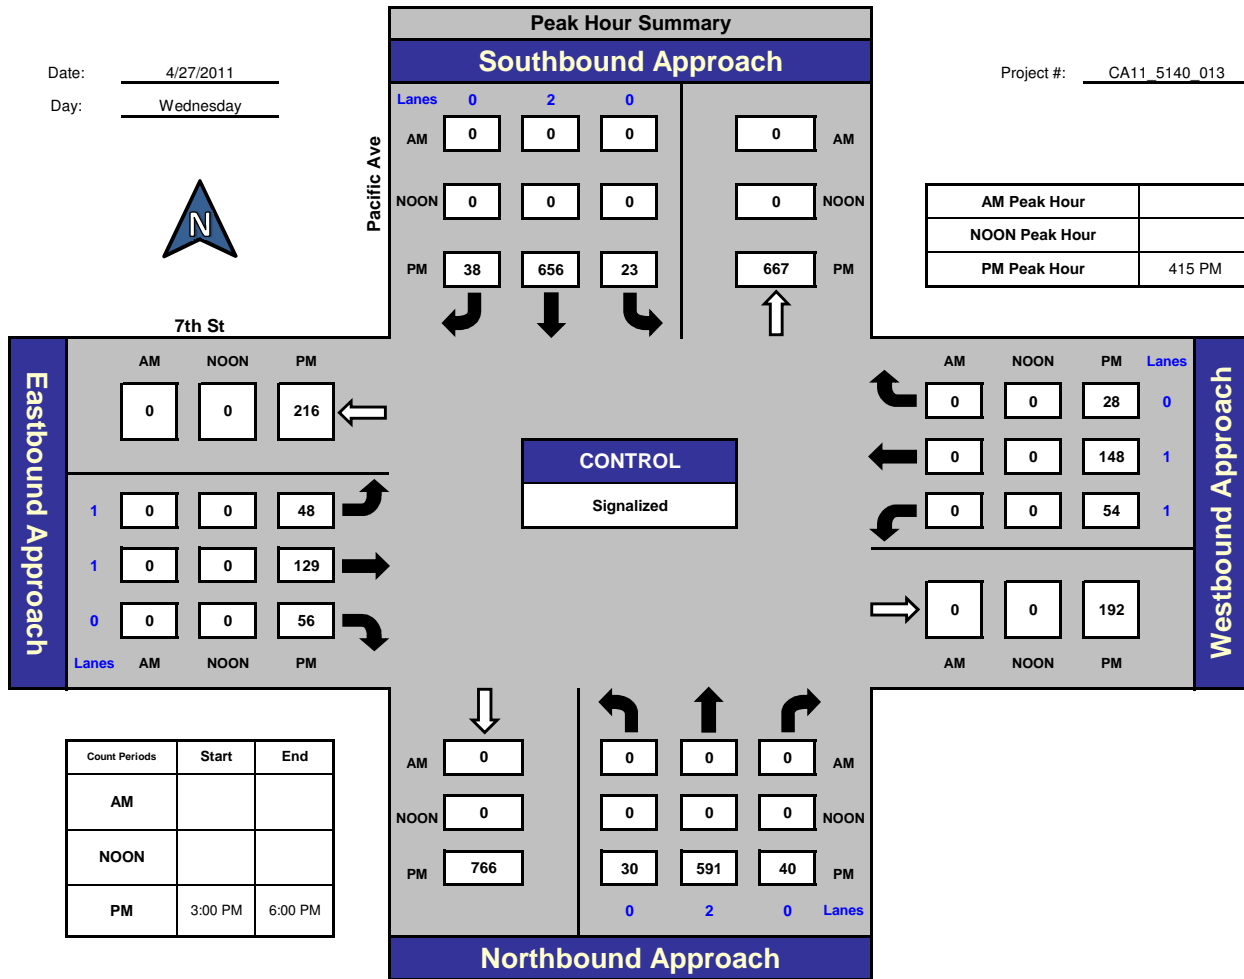 Peak Hour Summary
Southbound Approach
Date: 4/27/2011
Day: Wednesday
Project #: CA11_5140_013
Pacific Ave
Lanes 0 2 0
AM 0 0 0 0 AM
NOON 0 0 0 0 NOON
PM 38 656 23 667 PM
N
AM Peak Hour
NOON Peak Hour
PM Peak Hour 415 PM
7th St
Eastbound Approach
AM NOON PM
0 0 216
1 0 0 48
1 0 0 129
0 0 0 56
Lanes AM NOON PM
CONTROL
Signalized
AM NOON PM Lanes
0 0 28 0
0 0 148 1
0 0 54 1
0 0 192
AM NOON PM
Westbound Approach
Count Periods Start End
AM
NOON
PM 3:00 PM 6:00 PM
AM 0 0 0 0 AM
NOON 0 0 0 0 NOON
PM 766 30 591 40 PM
0 2 0 Lanes
Northbound Approach